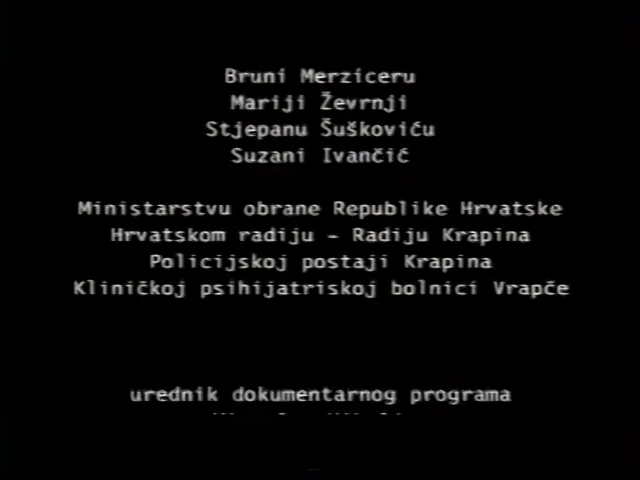 Bruni Merziceru
Mariji Ževrnji
Stjepanu Šuškoviću
Suzani Ivančić
Ministarstvu obrane Republike Hrvatske
Hrvatskom radiju – Radiju Krapina
Policijskoj postaji Krapina
Kliničkoj psihijatriskoj bolnici Vrapče
urednik dokumentarnog programa